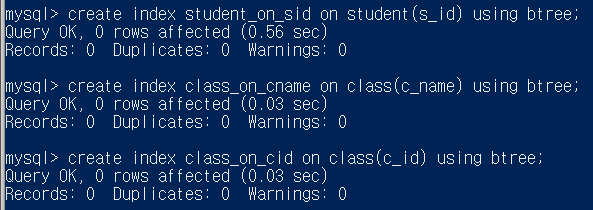 mysql> create index student_on_sid on student(s_id) using btree;
Query OK, 0 rows affected (0.56 sec)
Records: 0  Duplicates: 0  Warnings: 0
mysql> create index class_on_cname on class(c_name) using btree;
Query OK, 0 rows affected (0.03 sec)
Records: 0  Duplicates: 0  Warnings: 0
mysql> create index class_on_cid on class(c_id) using btree;
Query OK, 0 rows affected (0.03 sec)
Records: 0  Duplicates: 0  Warnings: 0